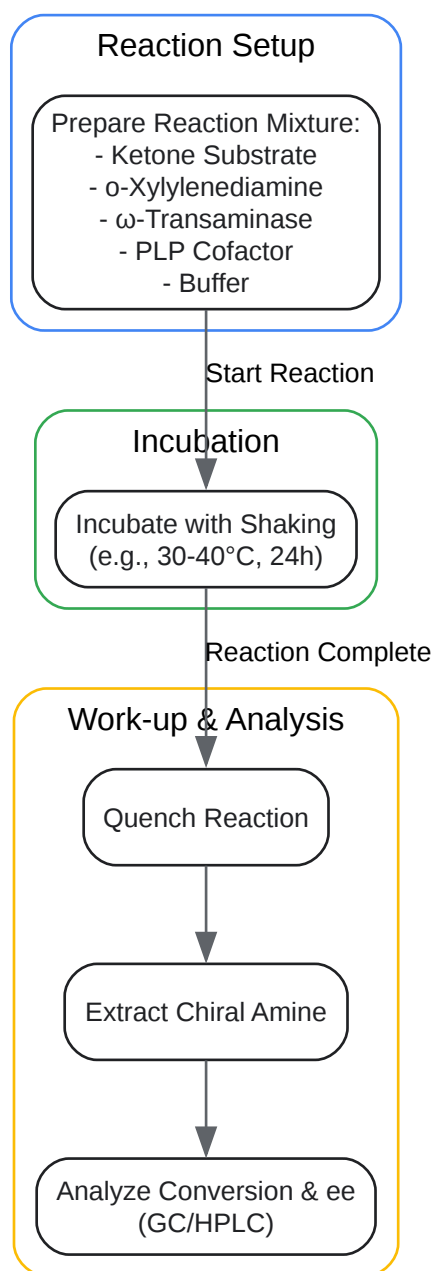 Reaction Setup
Prepare Reaction Mixture:
- Ketone Substrate
- o-Xylylenediamine
- ω-Transaminase
- PLP Cofactor
- Buffer
Start Reaction
Incubation
Incubate with Shaking
(e.g., 30-40°C, 24h)
Reaction Complete
Work-up & Analysis
Quench Reaction
Extract Chiral Amine
Analyze Conversion & ee
(GC/HPLC)